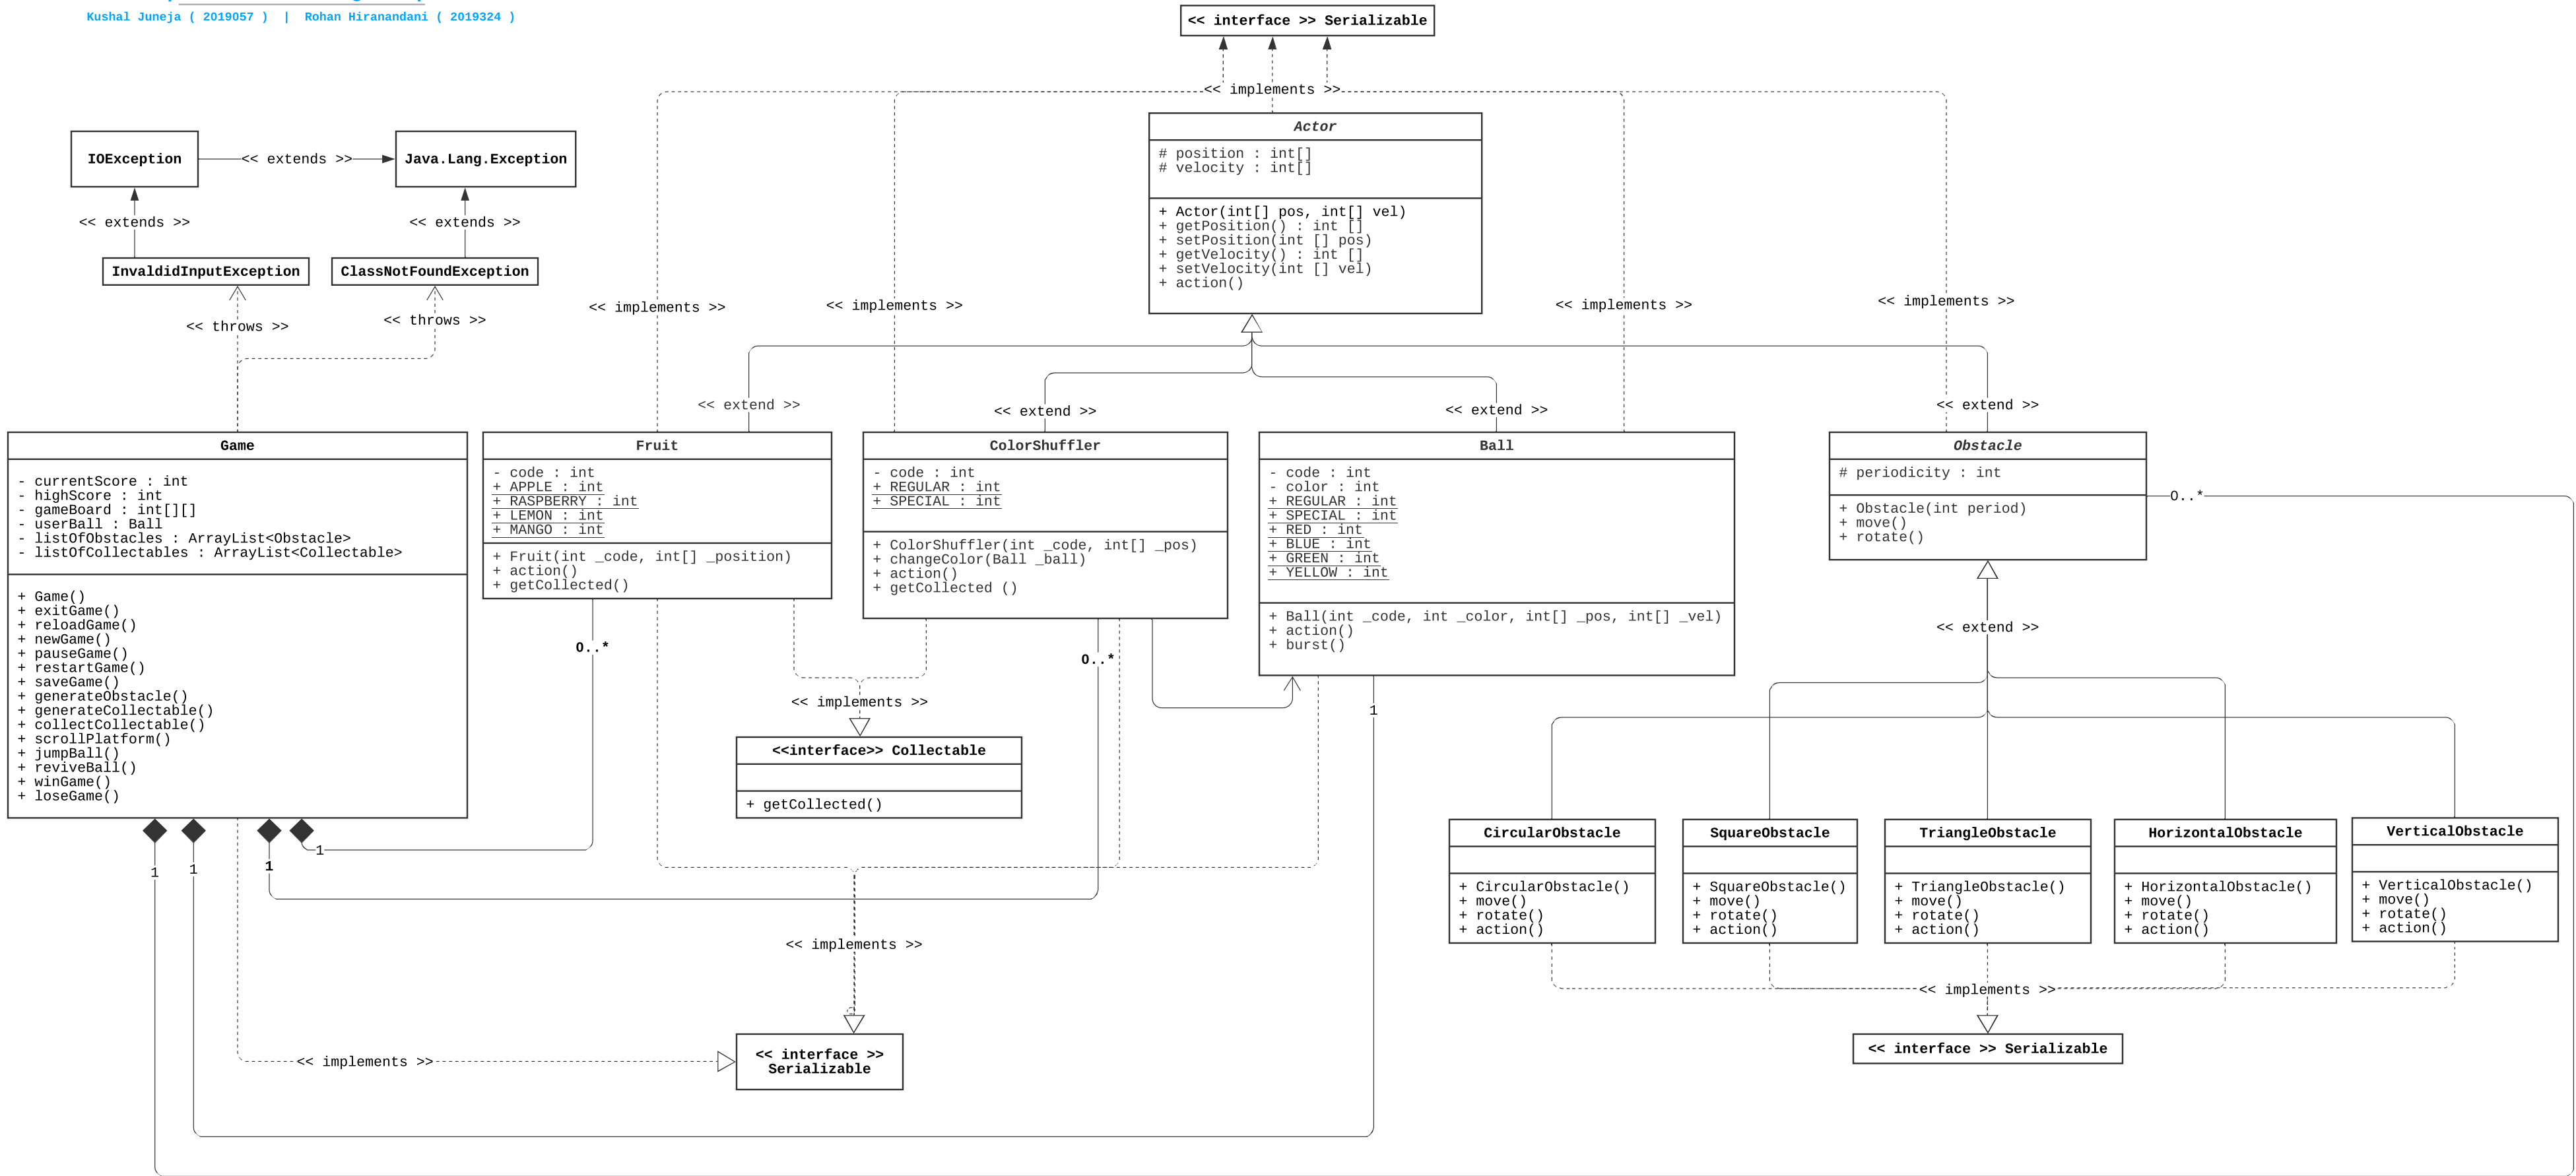 Kushal Juneja ( 2019057 )  |  Rohan Hiranandani ( 2019324 )
<< interface >> Serializable
<< implements >>
Actor
# position : int[]
# velocity : int[]
+ Actor(int[] pos, int[] vel)
+ getPosition() : int []
+ setPosition(int [] pos)
+ getVelocity() : int []
+ setVelocity(int [] vel)
+ action()
IOException
<< extends >>
Java.Lang.Exception
<< extends >>
<< extends >>
InvaldidInputException
ClassNotFoundException
<< throws >>
<< throws >>
<< implements >>
<< implements >>
<< implements >>
<< implements >>
<< extend >>
<< extend >>
<< extend >>
<< extend >>
Game
- currentScore : int
- highScore : int
- gameBoard : int[][]
- userBall : Ball
- listOfObstacles : ArrayList<Obstacle>
- listOfCollectables : ArrayList<Collectable>
+ Game()
+ exitGame()
+ reloadGame()
+ newGame()
+ pauseGame()
+ restartGame()
+ saveGame()
+ generateObstacle()
+ generateCollectable()
+ collectCollectable()
+ scrollPlatform()
+ jumpBall()
+ reviveBall()
+ winGame()
+ loseGame()
Fruit
- code : int
+ APPLE : int
+ RASPBERRY : int
+ LEMON : int
+ MANGO : int
+ Fruit(int _code, int[] _position)
+ action()
+ getCollected()
ColorShuffler
- code : int
+ REGULAR : int
+ SPECIAL : int
+ ColorShuffler(int _code, int[] _pos)
+ changeColor(Ball _ball)
+ action()
+ getCollected ()
Ball
- code : int
- color : int
+ REGULAR : int
+ SPECIAL : int
+ RED : int
+ BLUE : int
+ GREEN : int
+ YELLOW : int
+ Ball(int _code, int _color, int[] _pos, int[] _vel)
+ action()
+ burst()
Obstacle
# periodicity : int
+ Obstacle(int period)
+ move()
+ rotate()
0..*
<< extend >>
0..*
0..*
<< implements >>
1
<<interface>> Collectable
+ getCollected()
1
1
1
1
CircularObstacle
+ CircularObstacle()
+ move()
+ rotate()
+ action()
SquareObstacle
+ SquareObstacle()
+ move()
+ rotate()
+ action()
TriangleObstacle
+ TriangleObstacle()
+ move()
+ rotate()
+ action()
HorizontalObstacle
+ HorizontalObstacle()
+ move()
+ rotate()
+ action()
VerticalObstacle
+ VerticalObstacle()
+ move()
+ rotate()
+ action()
<< implements >>
<< implements >>
<< interface >> Serializable
<< implements >>
<< interface >>
Serializable